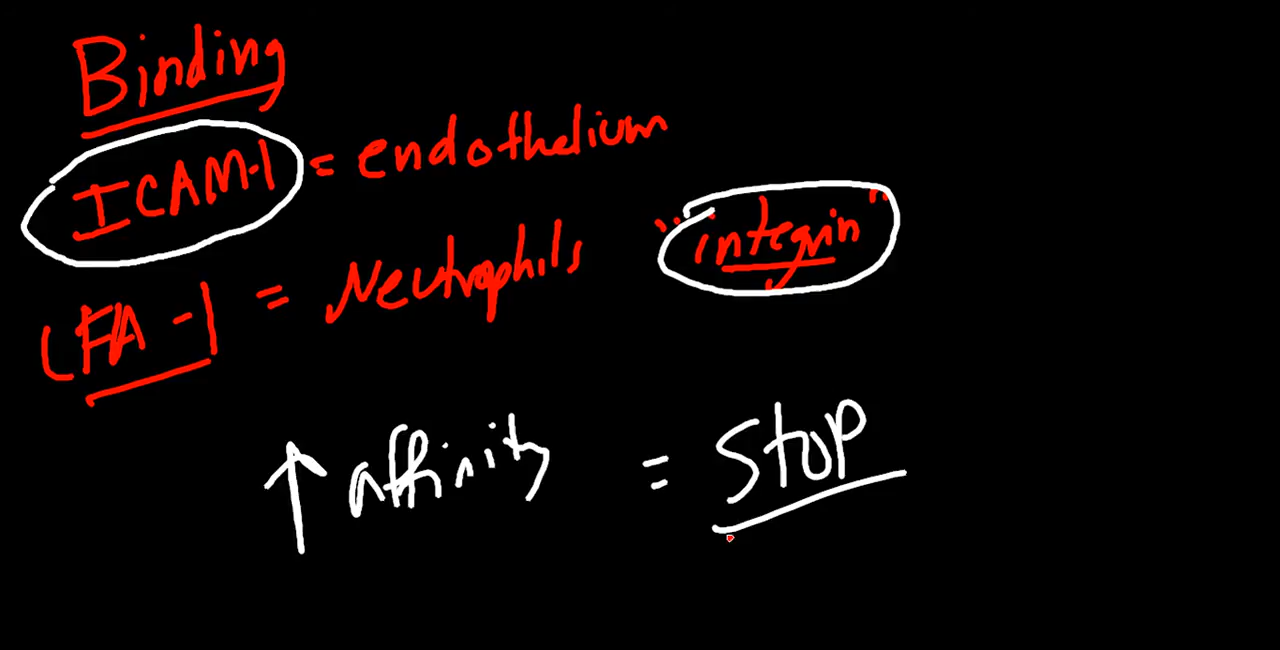 Binding
ICAM-1 = endothelium
LFA-1 = Neutrophils "integrin"
↑ affinity = Stop